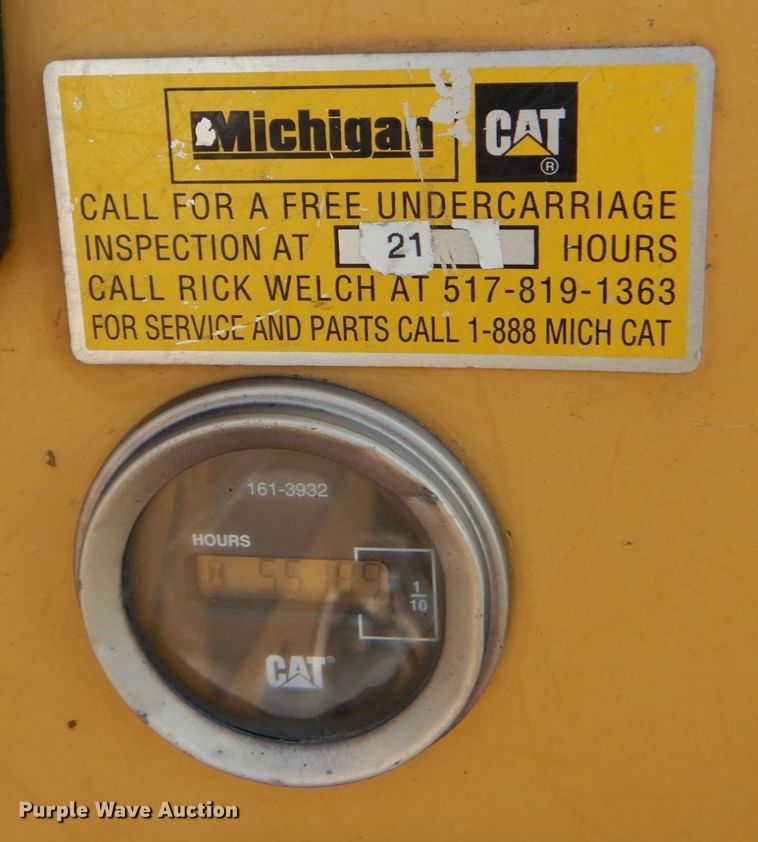 Michigan CAT®
CALL FOR A FREE UNDERCARRIAGE
INSPECTION AT 21 HOURS
CALL RICK WELCH AT 517-819-1363
FOR SERVICE AND PARTS CALL 1-888 MICH CAT
161-3932
HOURS
1/10
CAT®
Purple Wave Auction